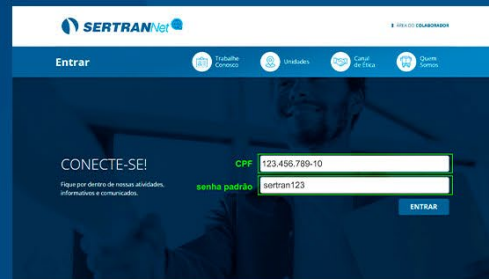 SERTRANNet
ÁREA DO COLABORADOR
Entrar
Trabalhe
Conosco
Unidades
Canal
de Ética
Quem
Somos
CONECTE-SE!
Fique por dentro de nossas atividades,
informativos e comunicados.
CPF
123.456.789-10
senha padrão
sertran123
ENTRAR